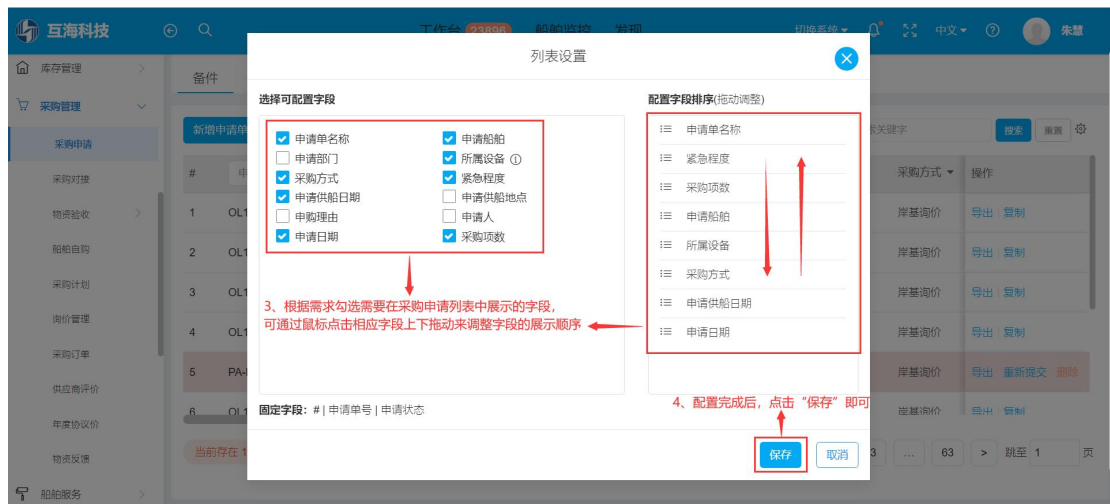 互海科技
工作台 23896 船舶监控 发现
切换系统
中文
朱慧
库存管理
采购管理
采购申请
采购对接
物资验收
船舶自购
采购计划
询价管理
采购订单
供应商评价
年度协议价
物资反馈
船舶服务
备件
新增申请单
关键字
搜索
重置
#
申
采购方式
操作
1 OL1 岸基询价 导出 复制
2 OL1 岸基询价 导出 复制
3 OL1 岸基询价 导出 复制
4 OL1 岸基询价 导出 复制
5 PA-I 岸基询价 导出 重新提交 删除
6 OL1 岸基询价 导出 复制
当前存在 1
3 ... 63 > 跳至 1 页
列表设置
选择可配置字段
申请单名称 申请船舶
申请部门 所属设备
采购方式 紧急程度
申请供船日期 申请供船地点
申购理由 申请人
申请日期 采购项数
3、根据需求勾选需要在采购申请列表中展示的字段，
可通过鼠标点击相应字段上下拖动来调整字段的展示顺序
固定字段：# | 申请单号 | 申请状态
配置字段排序(拖动调整)
申请单名称
紧急程度
采购项数
申请船舶
所属设备
采购方式
申请供船日期
申请日期
4、配置完成后，点击“保存”即可
保存
取消